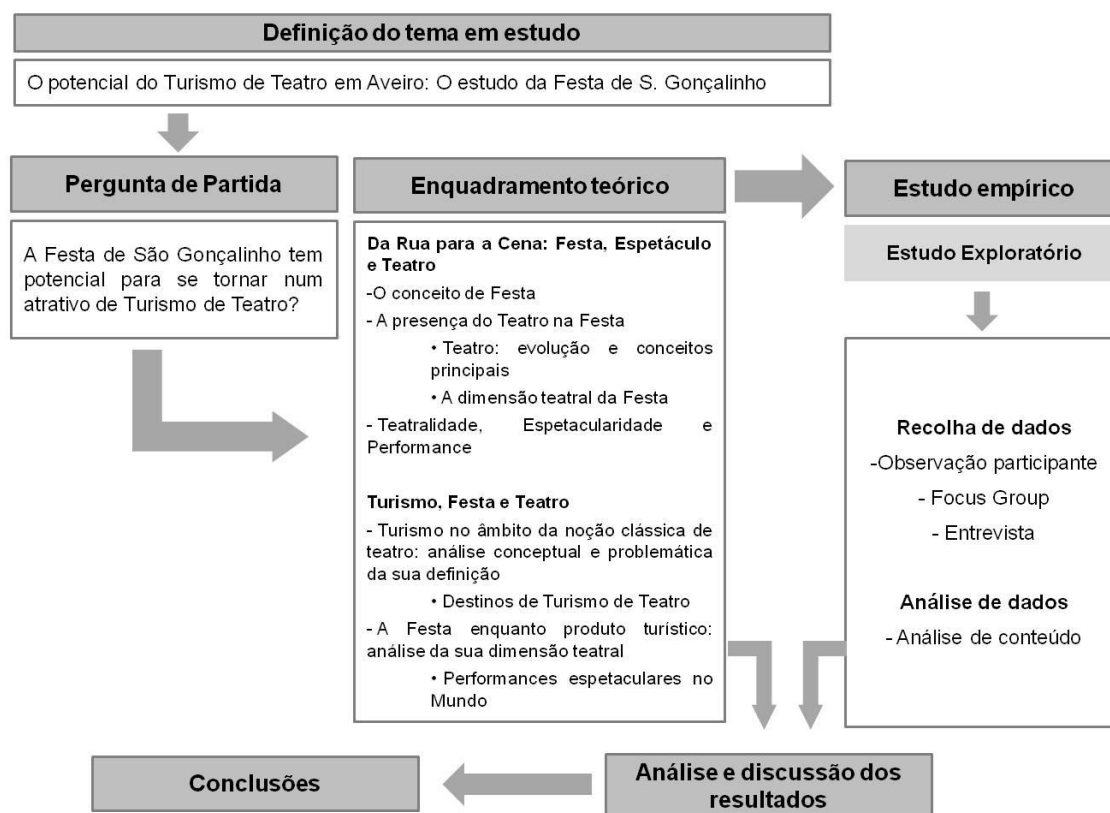 Definição do tema em estudo
O potencial do Turismo de Teatro em Aveiro: O estudo da Festa de S. Gonçalinho
Pergunta de Partida
A Festa de São Gonçalinho tem
potencial para se tornar num
atrativo de Turismo de Teatro?
Enquadramento teórico
Da Rua para a Cena: Festa, Espetáculo
e Teatro
-O conceito de Festa
- A presença do Teatro na Festa
• Teatro: evolução e conceitos
principais
• A dimensão teatral da Festa
- Teatralidade, Espetacularidade e
Performance
Turismo, Festa e Teatro
- Turismo no âmbito da noção clássica de
teatro: análise conceptual e problemática
da sua definição
• Destinos de Turismo de Teatro
- A Festa enquanto produto turístico:
análise da sua dimensão teatral
• Performances espetaculares no
Mundo
Estudo empírico
Estudo Exploratório
Recolha de dados
-Observação participante
- Focus Group
- Entrevista
Análise de dados
- Análise de conteúdo
Análise e discussão dos
resultados
Conclusões